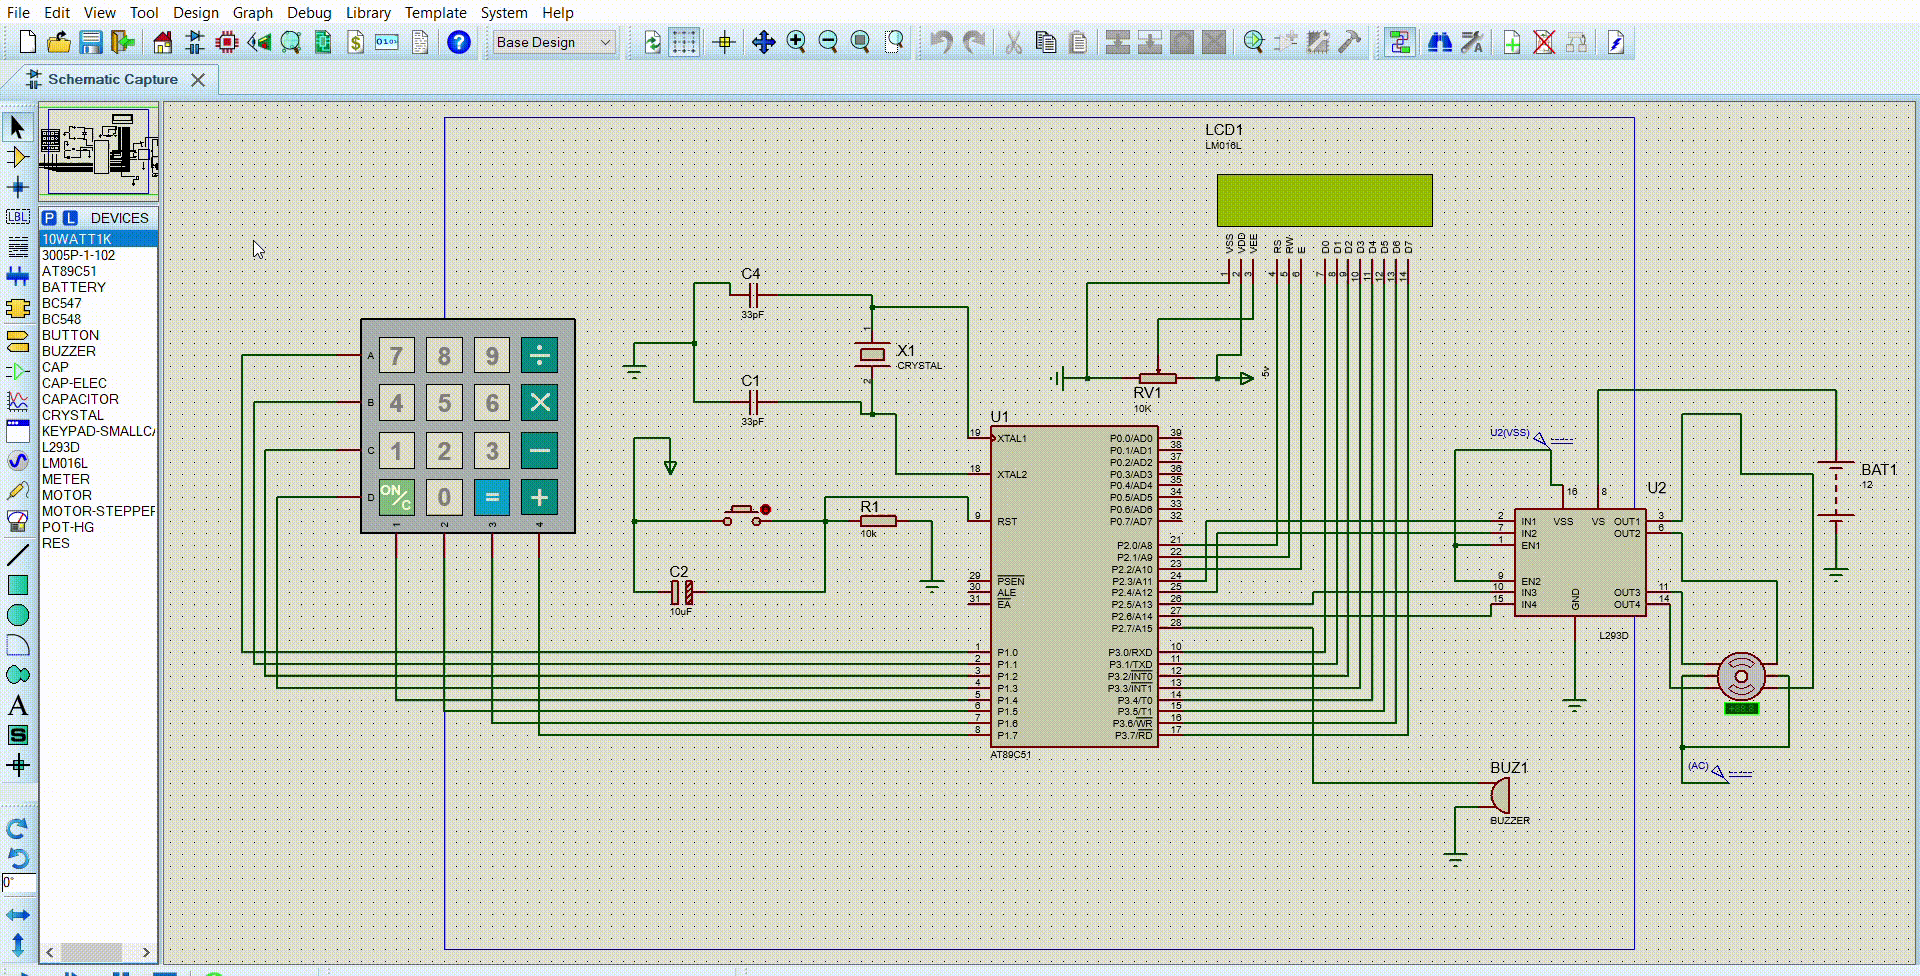 File Edit View Tool Design Graph Debug Library Template System Help
Base Design
Schematic Capture
P L DEVICES
10WATT1K
3005P-1-102
AT89C51
BATTERY
BC547
BC548
BUTTON
BUZZER
CAP
CAP-ELEC
CAPACITOR
CRYSTAL
KEYPAD-SMALLCA
L293D
LM016L
METER
MOTOR
MOTOR-STEPPER
POT-HG
RES
LBL
A
S
0°
LCD1
LM016L
VSS VDD VEE RS RW E D0 D1 D2 D3 D4 D5 D6 D7
1 2 3 4 5 6 7 8 9 10 11 12 13 14
C4
33pF
C1
33pF
1
X1
CRYSTAL
2
A 7 8 9 ÷
B 4 5 6 ×
C 1 2 3 −
D ON/C 0 = +
1 2 3 4
RV1
10K
5v
R1
10k
C2
10uF
U1
19 XTAL1
18 XTAL2
9 RST
29 PSEN
30 ALE
31 EA
1 P1.0
2 P1.1
3 P1.2
4 P1.3
5 P1.4
6 P1.5
7 P1.6
8 P1.7
P0.0/AD0 39
P0.1/AD1 38
P0.2/AD2 37
P0.3/AD3 36
P0.4/AD4 35
P0.5/AD5 34
P0.6/AD6 33
P0.7/AD7 32
P2.0/A8 21
P2.1/A9 22
P2.2/A10 23
P2.3/A11 24
P2.4/A12 25
P2.5/A13 26
P2.6/A14 27
P2.7/A15 28
P3.0/RXD 10
P3.1/TXD 11
P3.2/INT0 12
P3.3/INT1 13
P3.4/T0 14
P3.5/T1 15
P3.6/WR 16
P3.7/RD 17
AT89C51
U2(VSS)
U2
16 8
VSS VS
2 IN1
7 IN2
1 EN1
9 EN2
10 IN3
15 IN4
OUT1 3
OUT2 6
OUT3 11
OUT4 14
GND
L293D
BAT1
12
(AC)
BUZ1
BUZZER